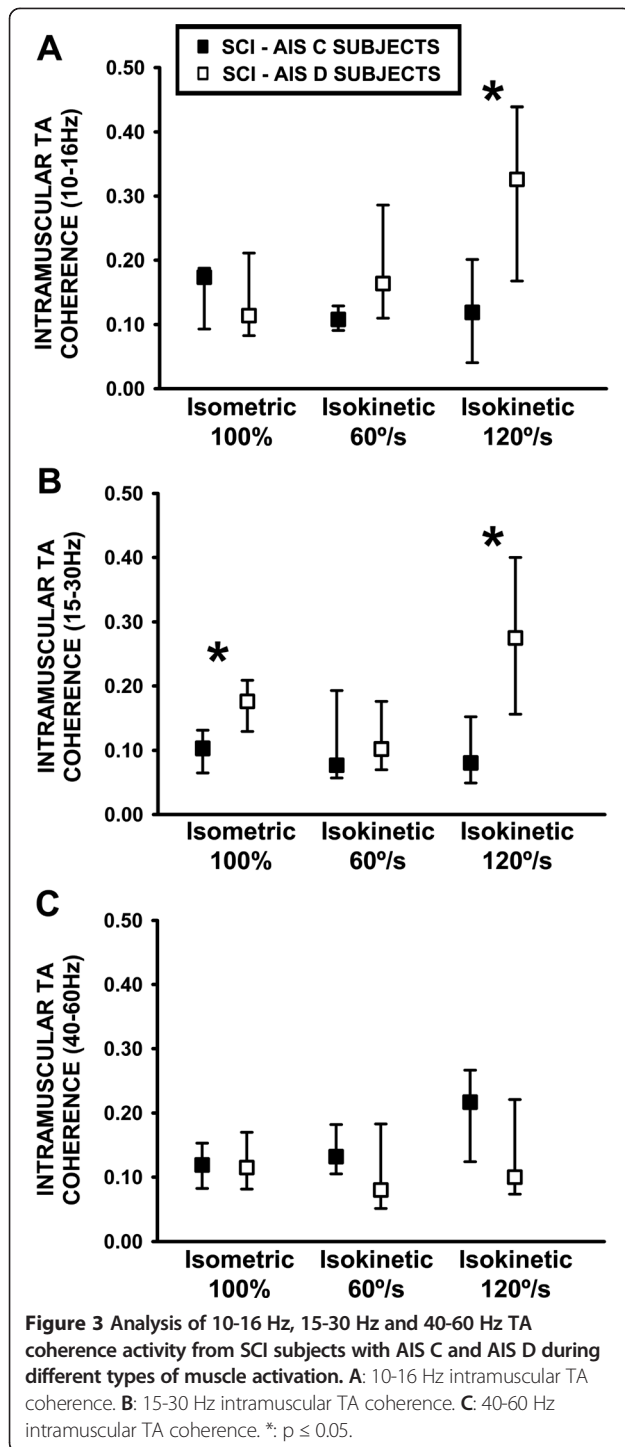 A
SCI - AIS C SUBJECTS
SCI - AIS D SUBJECTS
INTRAMUSCULAR TA
COHERENCE (10-16Hz)
0.50
0.40
0.30
0.20
0.10
0.00
*
Isometric
100%
Isokinetic
60º/s
Isokinetic
120º/s
B
INTRAMUSCULAR TA
COHERENCE (15-30Hz)
0.50
0.40
0.30
0.20
0.10
0.00
*
*
Isometric
100%
Isokinetic
60º/s
Isokinetic
120º/s
C
INTRAMUSCULAR TA
COHERENCE (40-60Hz)
0.50
0.40
0.30
0.20
0.10
0.00
Isometric
100%
Isokinetic
60º/s
Isokinetic
120º/s
Figure 3 Analysis of 10-16 Hz, 15-30 Hz and 40-60 Hz TA
coherence activity from SCI subjects with AIS C and AIS D during
different types of muscle activation. A: 10-16 Hz intramuscular TA
coherence. B: 15-30 Hz intramuscular TA coherence. C: 40-60 Hz
intramuscular TA coherence. *: p ≤ 0.05.